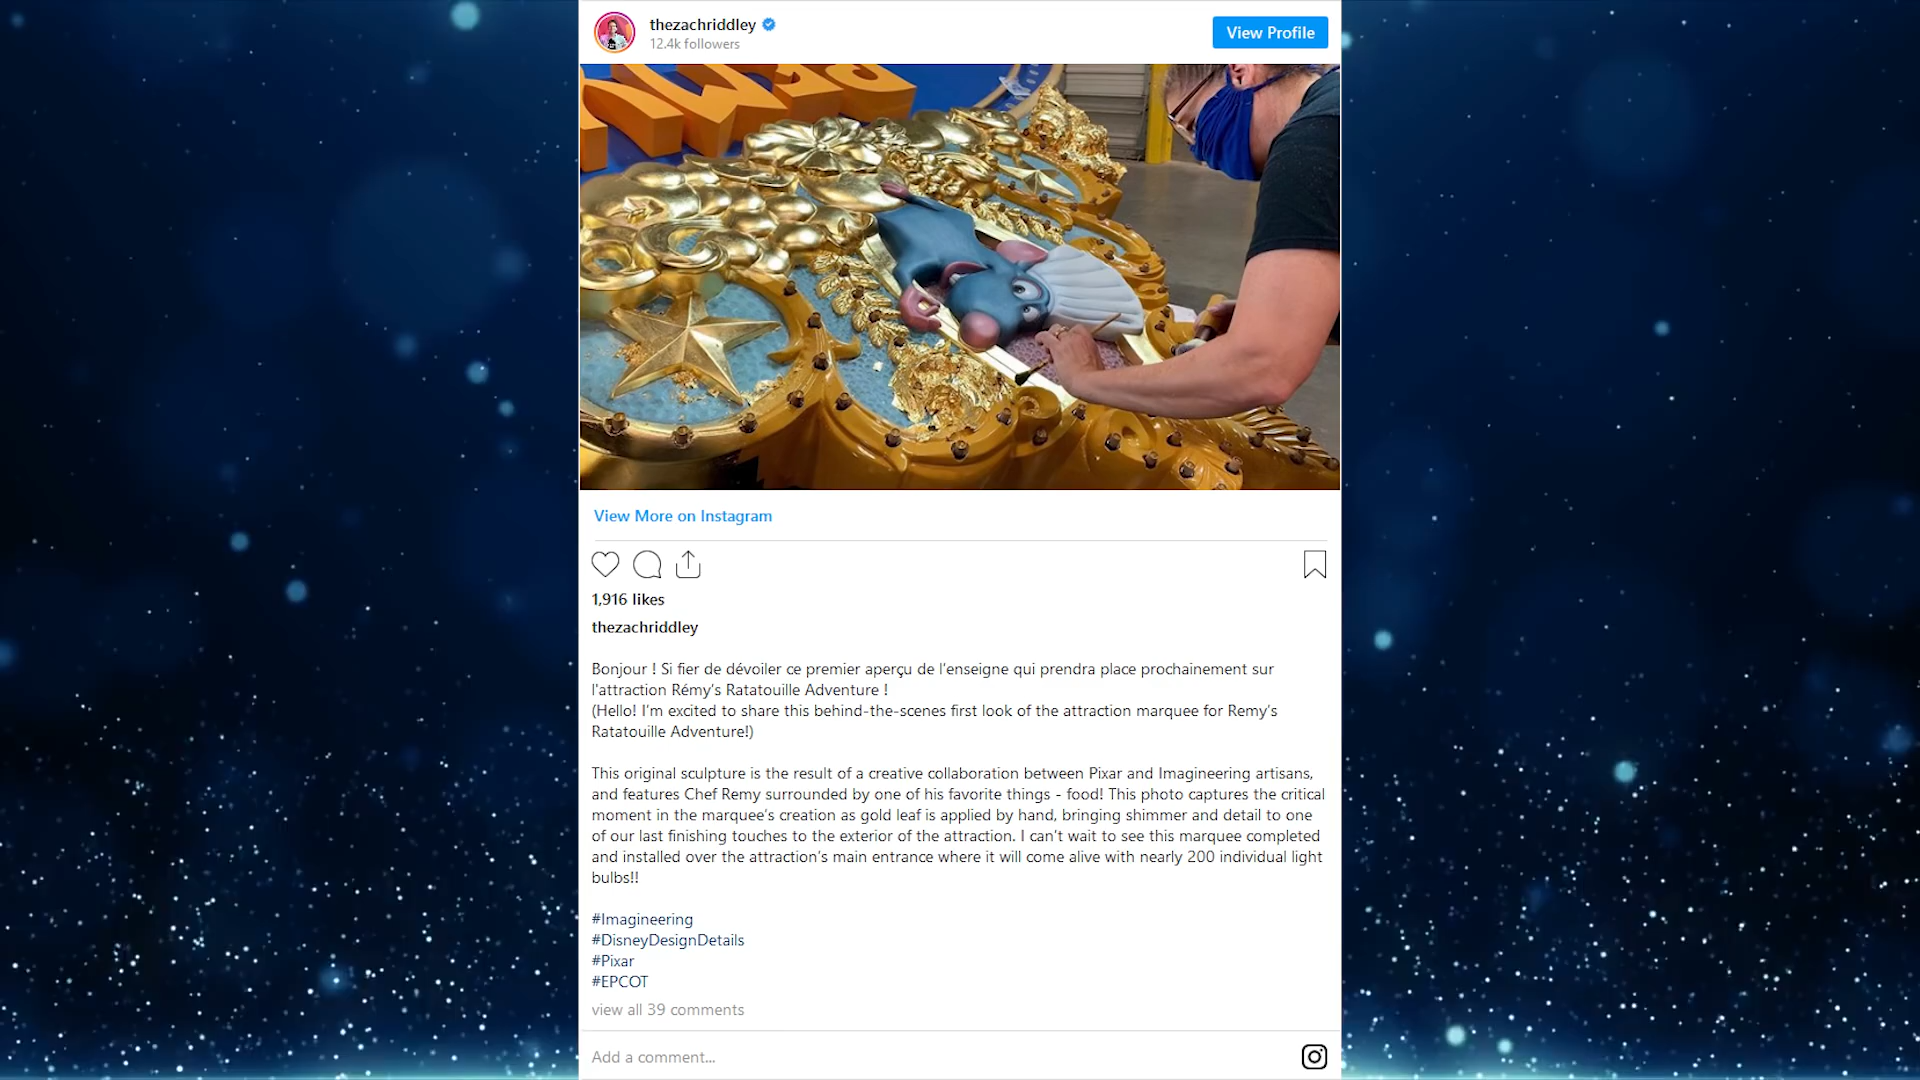 thezachriddley
12.4k followers
View Profile
View More on Instagram
1,916 likes
thezachriddley
Bonjour ! Si fier de dévoiler ce premier aperçu de l'enseigne qui prendra place prochainement sur
l'attraction Rémy's Ratatouille Adventure !
(Hello! I'm excited to share this behind-the-scenes first look of the attraction marquee for Remy's
Ratatouille Adventure!)
This original sculpture is the result of a creative collaboration between Pixar and Imagineering artisans,
and features Chef Remy surrounded by one of his favorite things - food! This photo captures the critical
moment in the marquee's creation as gold leaf is applied by hand, bringing shimmer and detail to one
of our last finishing touches to the exterior of the attraction. I can't wait to see this marquee completed
and installed over the attraction's main entrance where it will come alive with nearly 200 individual light
bulbs!!
#Imagineering
#DisneyDesignDetails
#Pixar
#EPCOT
view all 39 comments
Add a comment...